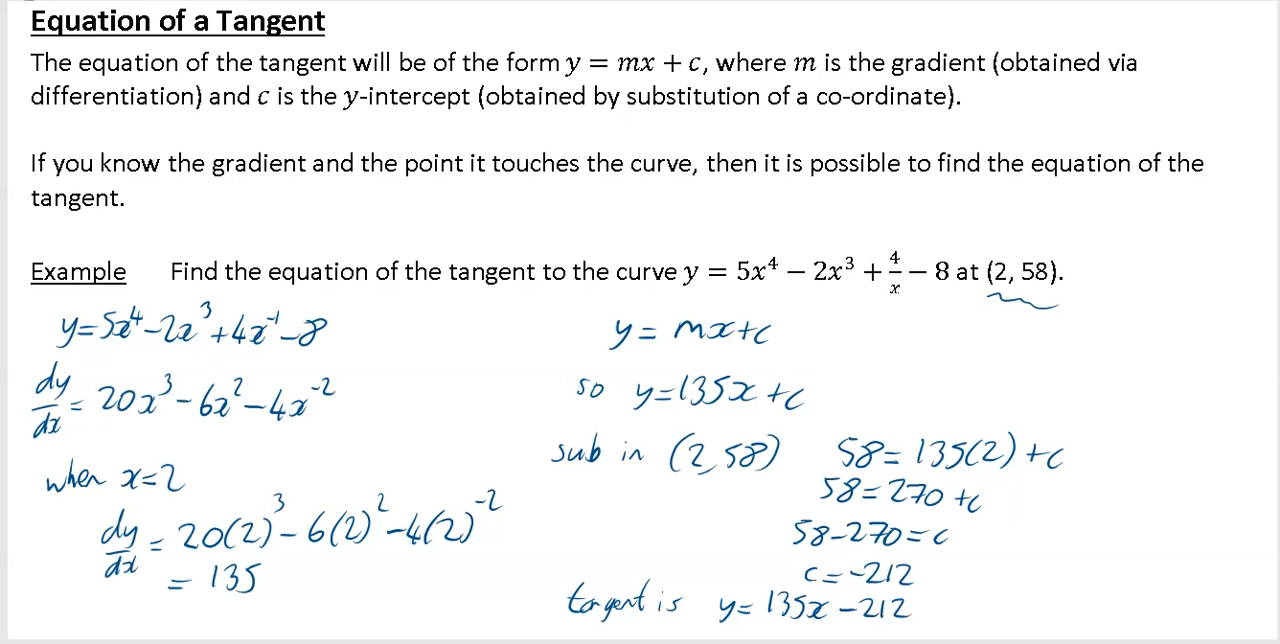 Equation of a Tangent
The equation of the tangent will be of the form y = mx + c, where m is the gradient (obtained via
differentiation) and c is the y-intercept (obtained by substitution of a co-ordinate).
If you know the gradient and the point it touches the curve, then it is possible to find the equation of the
tangent.
Example Find the equation of the tangent to the curve y = 5x⁴ − 2x³ + 4/x − 8 at (2, 58).
y=5x⁴-2x³+4x⁻¹-8
dy/dx = 20x³-6x²-4x⁻²
when x=2
dy/dx = 20(2)³-6(2)²-4(2)⁻²
= 135
y = mx+c
so y=135x+c
sub in (2,58) 58=135(2)+c
58=270+c
58-270=c
c=-212
tangent is y=135x-212